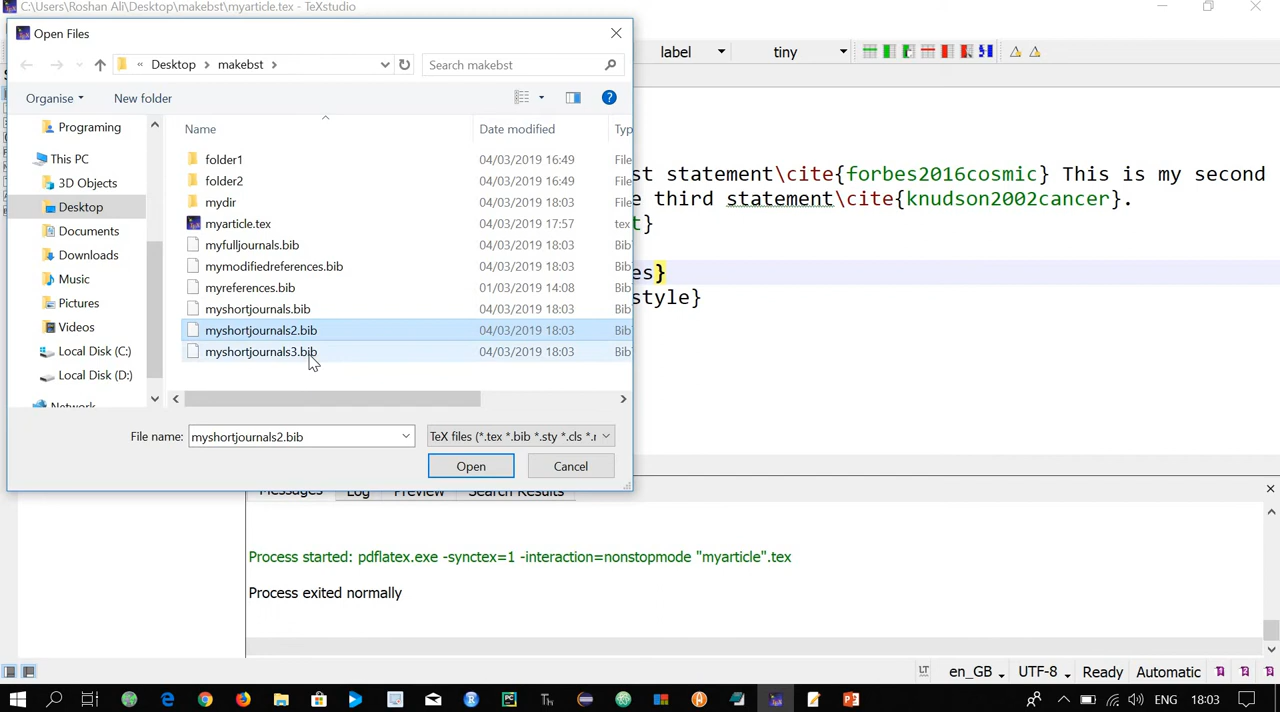 C:\Users\Roshan Ali\Desktop\makebst\myarticle.tex - TeXstudio
Open Files
« Desktop > makebst >
Search makebst
label
tiny
Organise
New folder
Name
Date modified
Typ
Programing
This PC
3D Objects
Desktop
Documents
Downloads
Music
Pictures
Videos
Local Disk (C:)
Local Disk (D:)
Network
folder1 04/03/2019 16:49 File
folder2 04/03/2019 16:49 File
mydir 04/03/2019 18:03 File
myarticle.tex 04/03/2019 17:57 tex
myfulljournals.bib 04/03/2019 18:03 Bib
mymodifiedreferences.bib 04/03/2019 18:03 Bib
myreferences.bib 01/03/2019 14:08 Bib
myshortjournals.bib 04/03/2019 18:03 Bib
myshortjournals2.bib 04/03/2019 18:03 Bib
myshortjournals3.bib 04/03/2019 18:03 Bib
File name: myshortjournals2.bib
TeX files (*.tex *.bib *.sty *.cls *.r
Open
Cancel
st statement\cite{forbes2016cosmic} This is my second
e third statement\cite{knudson2002cancer}.
t}
es}
style}
Messages Log Preview Search Results
Process started: pdflatex.exe -synctex=1 -interaction=nonstopmode "myarticle".tex
Process exited normally
LT en_GB UTF-8 Ready Automatic
ENG 18:03